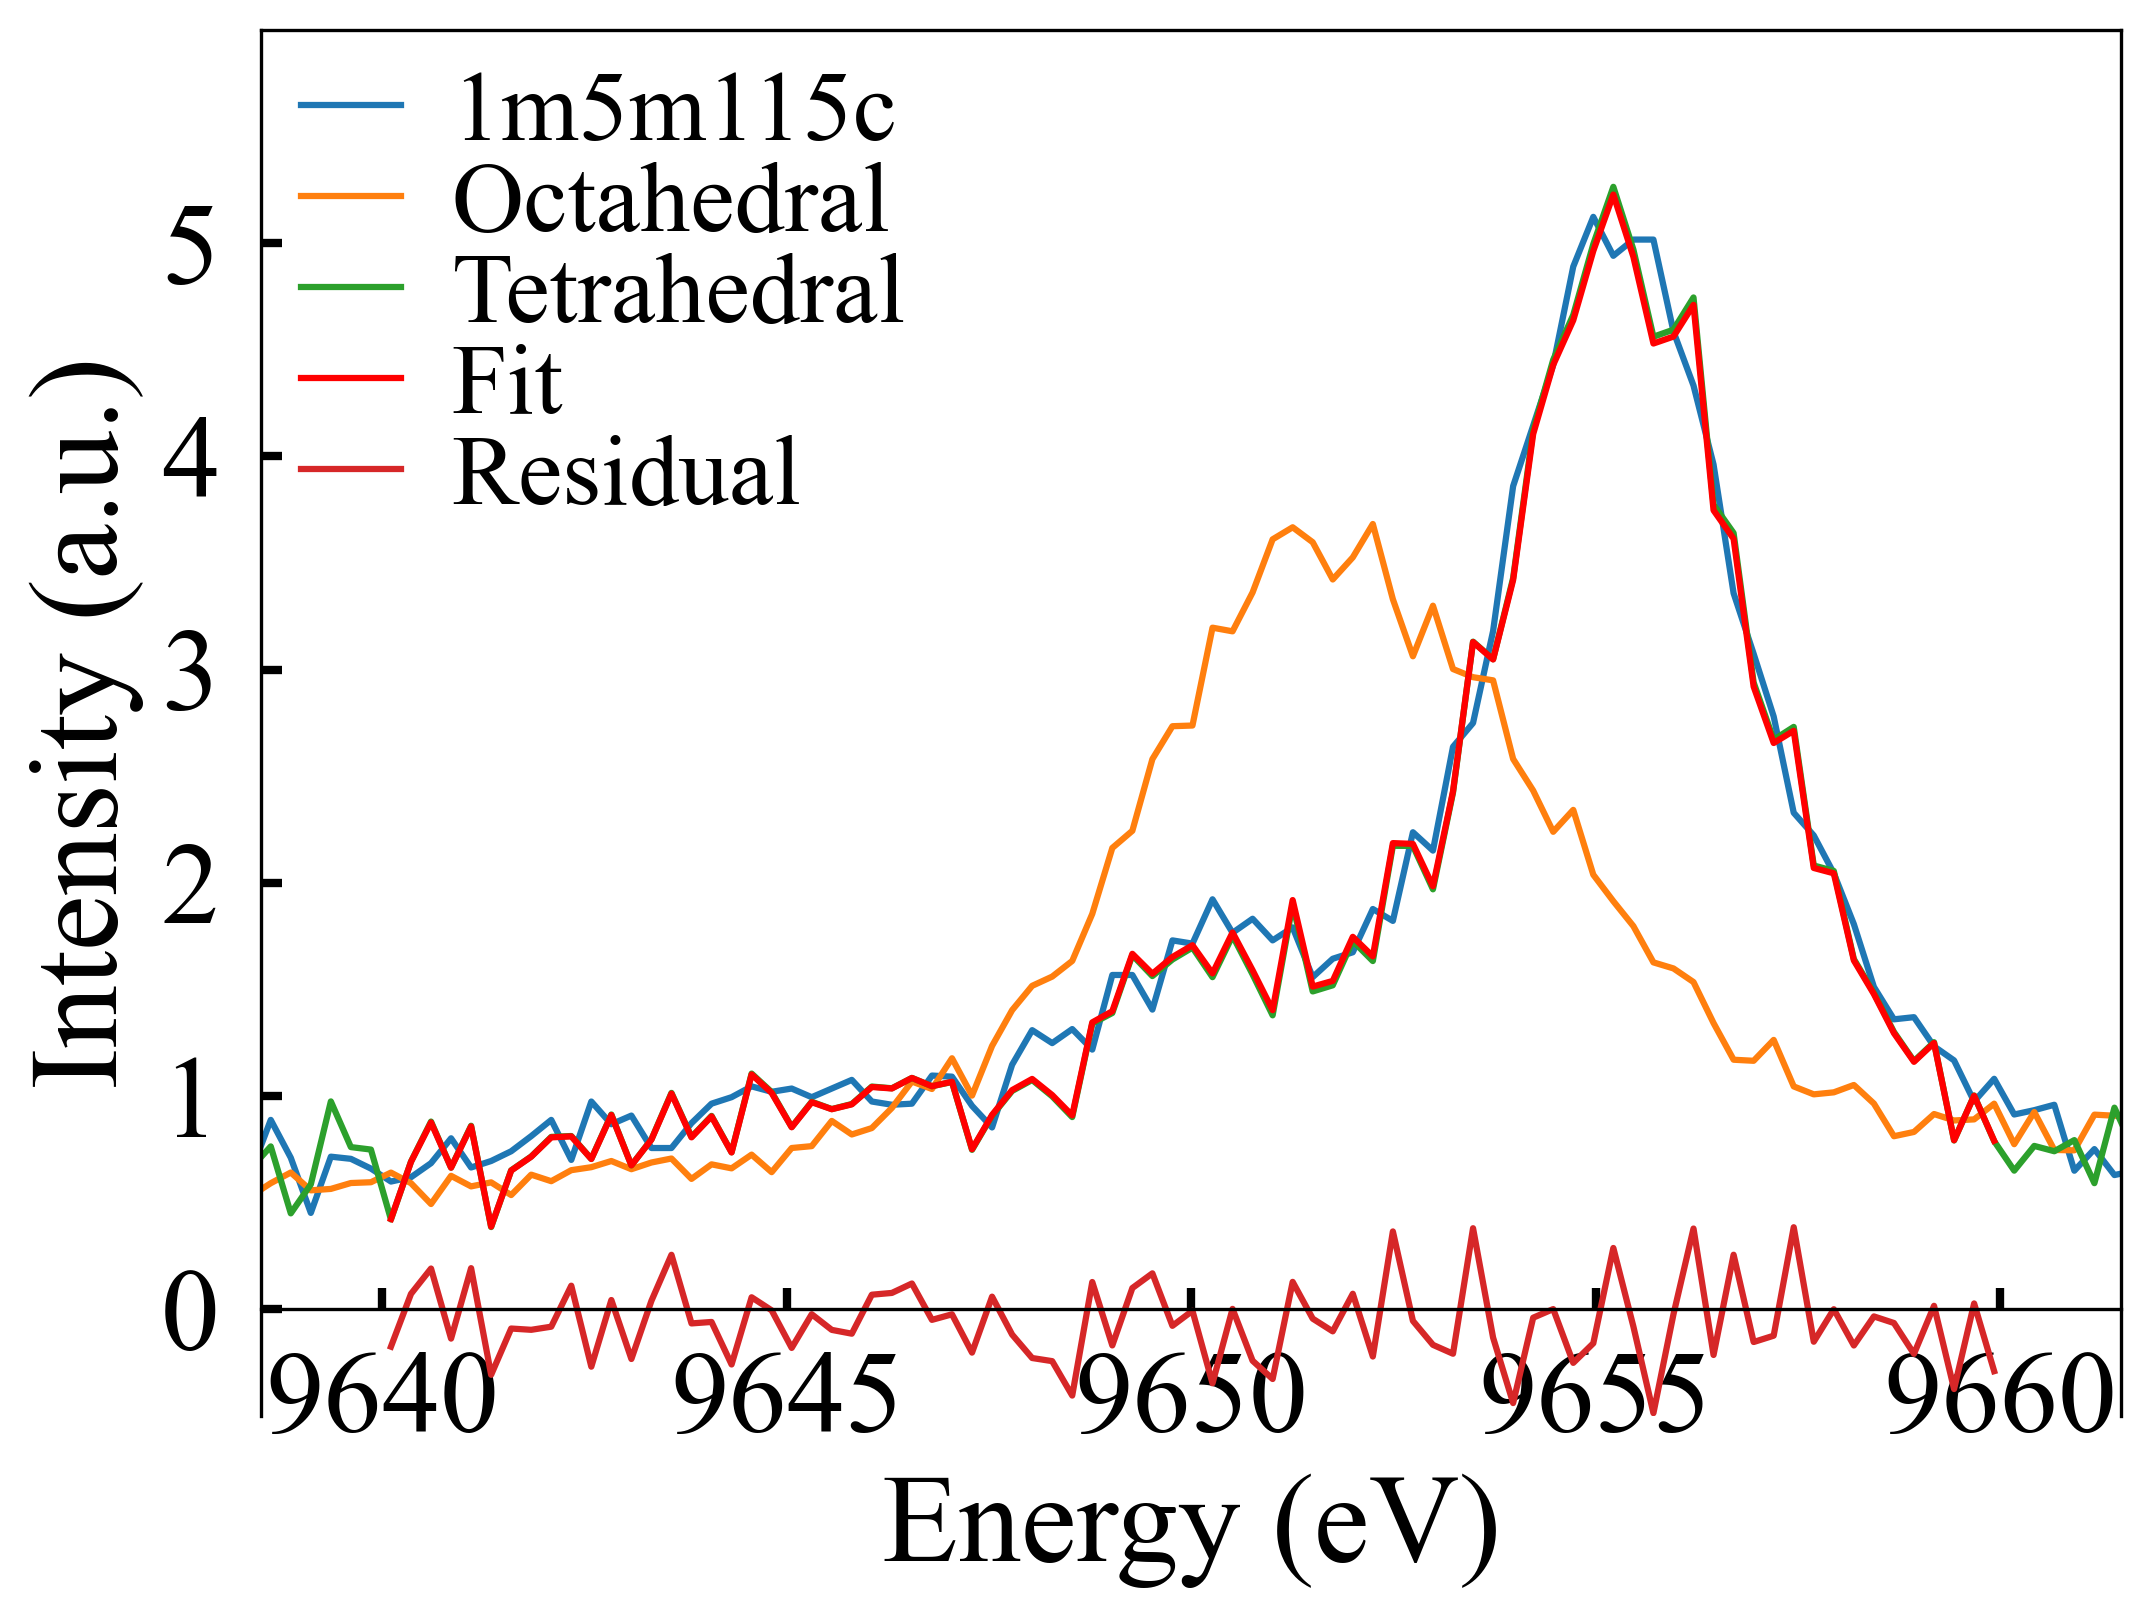 1m5m115c
Octahedral
Tetrahedral
Fit
Residual
5
4
3
2
1
0
Intensity (a.u.)
9640 9645 9650 9655 9660
Energy (eV)